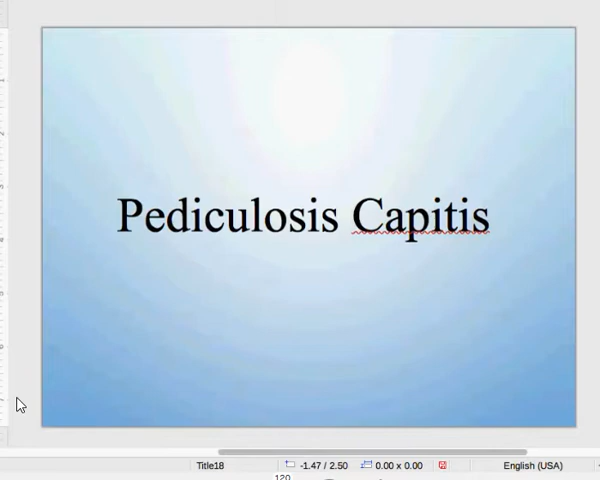 Pediculosis Capitis
Title18
-1.47 / 2.50
0.00 x 0.00
English (USA)
120